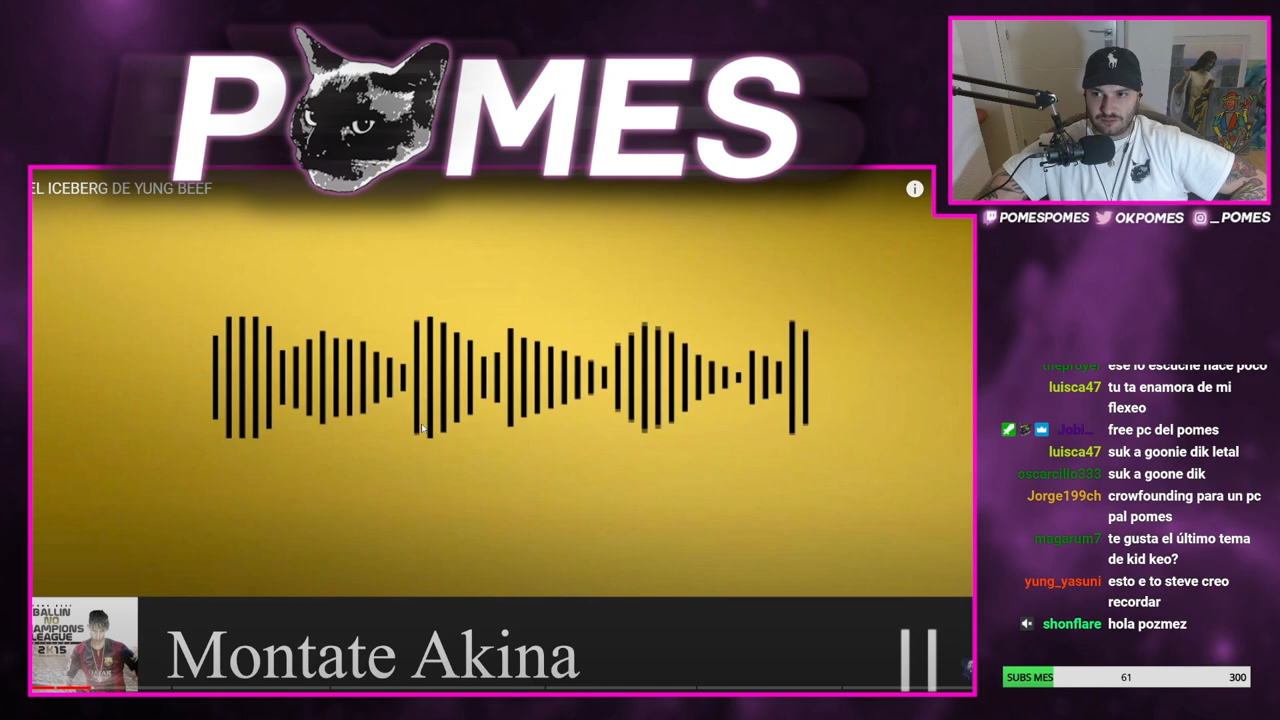 POMES
EL ICEBERG DE YUNG BEEF
POMESPOMES OKPOMES _POMES
theproyer ese lo escuche hace poco
luisca47 tu ta enamora de mi
flexeo
Jobi... free pc del pomes
luisca47 suk a goonie dik letal
oscarcillo333 suk a goone dik
Jorge199ch crowfounding para un pc
pal pomes
magarum7 te gusta el último tema
de kid keo?
yung_yasuni esto e to steve creo
recordar
shonflare hola pozmez
SUBS MES 61 300
BALLIN
NO
CHAMPIONS
LEAGUE
2K15
Montate Akina